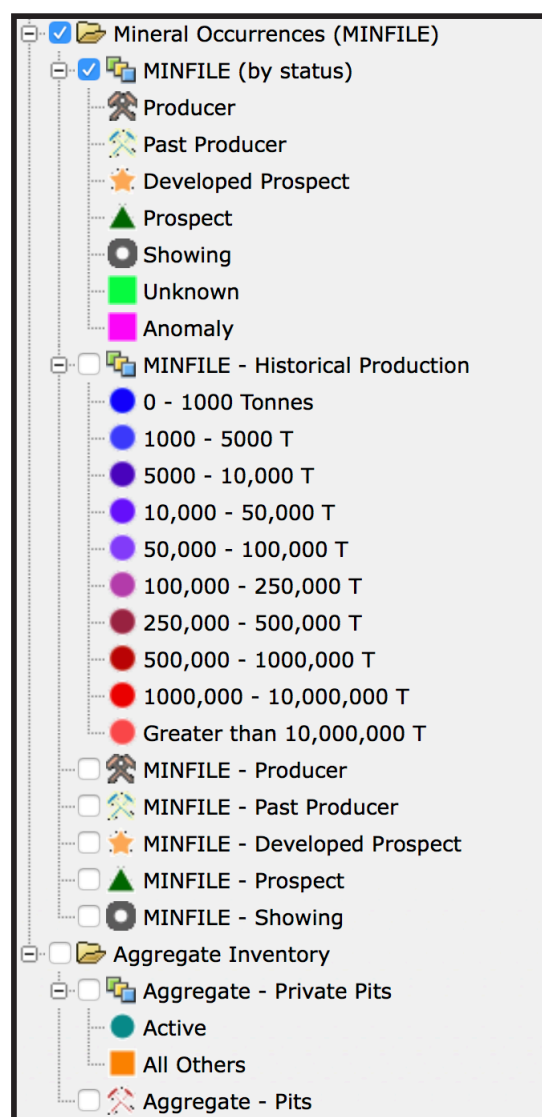 Mineral Occurrences (MINFILE)
MINFILE (by status)
Producer
Past Producer
Developed Prospect
Prospect
Showing
Unknown
Anomaly
MINFILE - Historical Production
0 - 1000 Tonnes
1000 - 5000 T
5000 - 10,000 T
10,000 - 50,000 T
50,000 - 100,000 T
100,000 - 250,000 T
250,000 - 500,000 T
500,000 - 1000,000 T
1000,000 - 10,000,000 T
Greater than 10,000,000 T
MINFILE - Producer
MINFILE - Past Producer
MINFILE - Developed Prospect
MINFILE - Prospect
MINFILE - Showing
Aggregate Inventory
Aggregate - Private Pits
Active
All Others
Aggregate - Pits